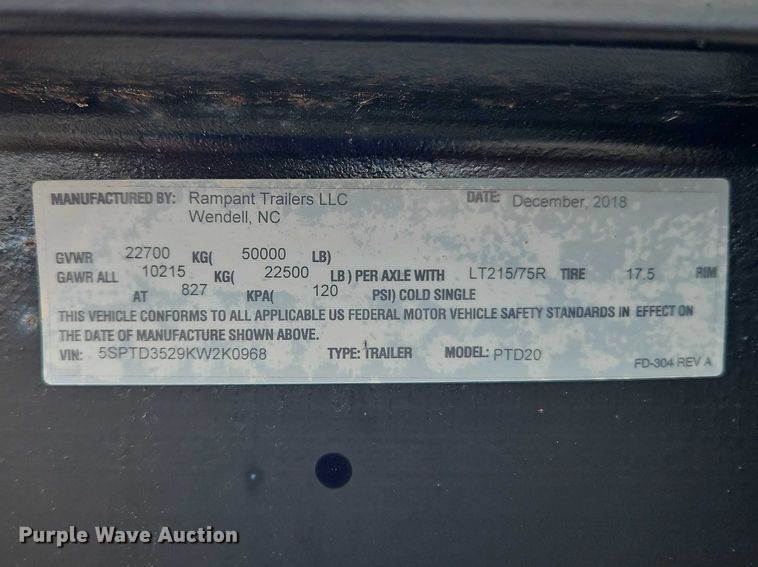 MANUFACTURED BY: Rampant Trailers LLC DATE: December, 2018
Wendell, NC
GVWR 22700 KG( 50000 LB)
GAWR ALL 10215 KG( 22500 LB ) PER AXLE WITH LT215/75R TIRE 17.5 RIM
AT 827 KPA( 120 PSI) COLD SINGLE
THIS VEHICLE CONFORMS TO ALL APPLICABLE US FEDERAL MOTOR VEHICLE SAFETY STANDARDS IN EFFECT ON
THE DATE OF MANUFACTURE SHOWN ABOVE.
VIN: 5SPTD3529KW2K0968 TYPE: TRAILER MODEL: PTD20
FD-304 REV A
Purple Wave Auction